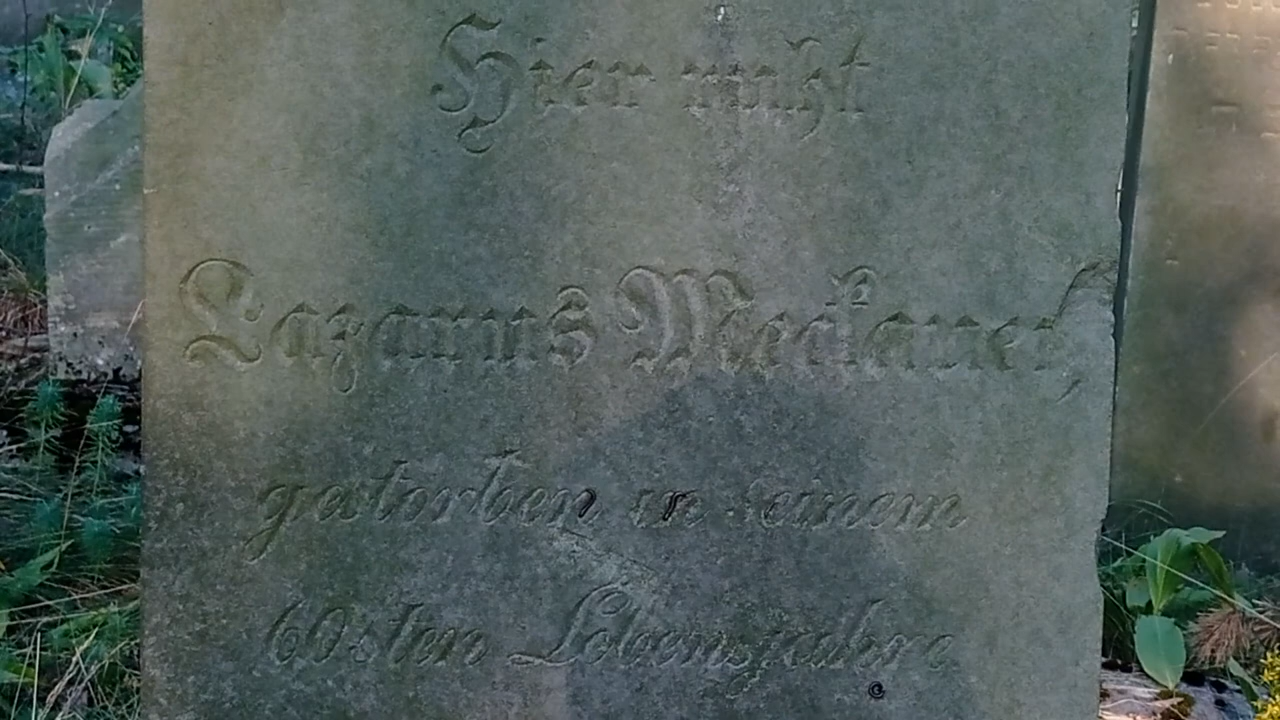 Hier ruht
Lazarus Meckauer,
gestorben in seinem
60sten Lebensjahre